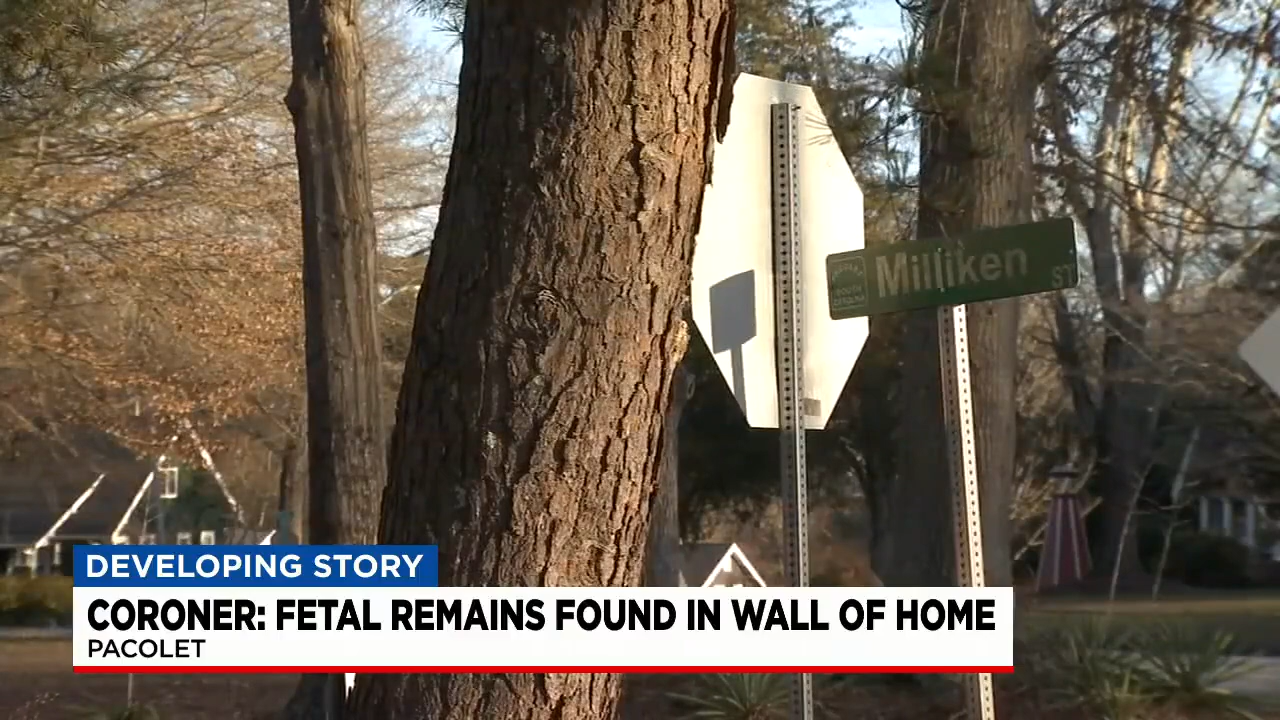 Milliken ST
DEVELOPING STORY
CORONER: FETAL REMAINS FOUND IN WALL OF HOME
PACOLET